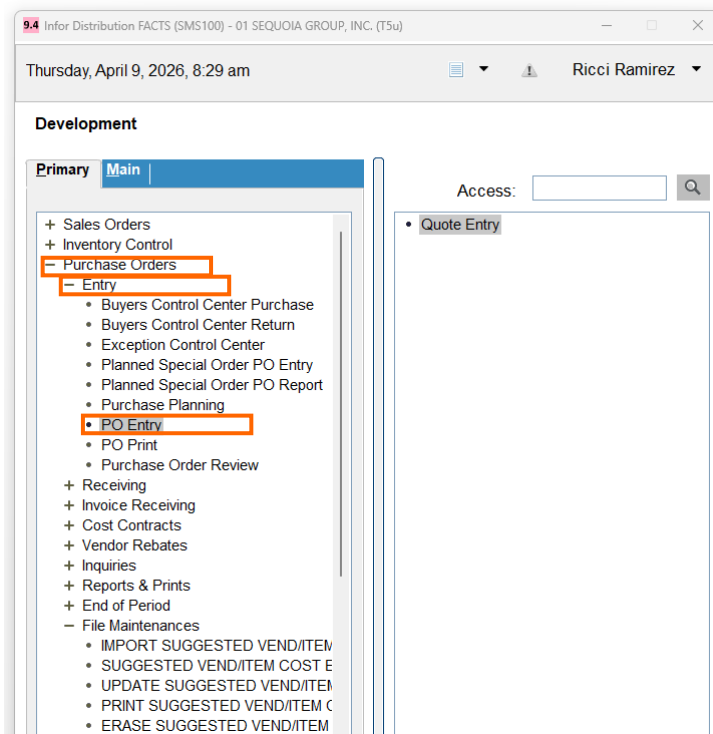 9.4 Infor Distribution FACTS (SMS100) - 01 SEQUOIA GROUP, INC. (T5u)
Thursday, April 9, 2026, 8:29 am
Ricci Ramirez
Development
Primary
Main
Access:
Sales Orders
Inventory Control
Purchase Orders
Entry
Buyers Control Center Purchase
Buyers Control Center Return
Exception Control Center
Planned Special Order PO Entry
Planned Special Order PO Report
Purchase Planning
PO Entry
PO Print
Purchase Order Review
Receiving
Invoice Receiving
Cost Contracts
Vendor Rebates
Inquiries
Reports & Prints
End of Period
File Maintenances
IMPORT SUGGESTED VEND/ITEM
SUGGESTED VEND/ITEM COST E
UPDATE SUGGESTED VEND/ITEM
PRINT SUGGESTED VEND/ITEM C
ERASE SUGGESTED VEND/ITEM
Quote Entry